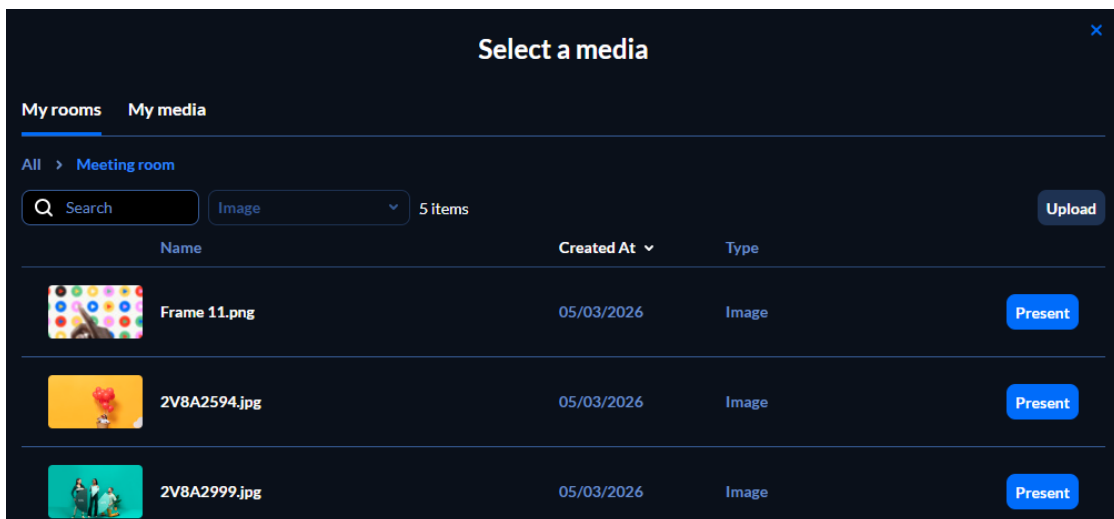 Select a media
×
My rooms My media
All > Meeting room
Search Image 5 items Upload
Name Created At Type
Frame 11.png 05/03/2026 Image Present
2V8A2594.jpg 05/03/2026 Image Present
2V8A2999.jpg 05/03/2026 Image Present